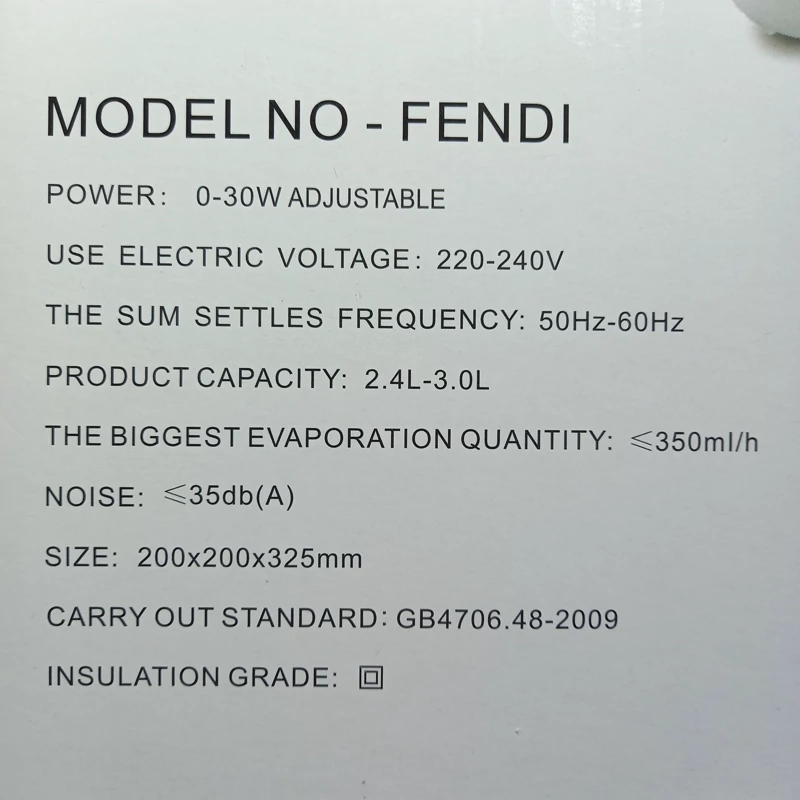 MODEL NO - FENDI
POWER: 0-30W ADJUSTABLE
USE ELECTRIC VOLTAGE: 220-240V
THE SUM SETTLES FREQUENCY: 50Hz-60Hz
PRODUCT CAPACITY: 2.4L-3.0L
THE BIGGEST EVAPORATION QUANTITY: ⩽350ml/h
NOISE: ⩽35db(A)
SIZE: 200x200x325mm
CARRY OUT STANDARD: GB4706.48-2009
INSULATION GRADE: